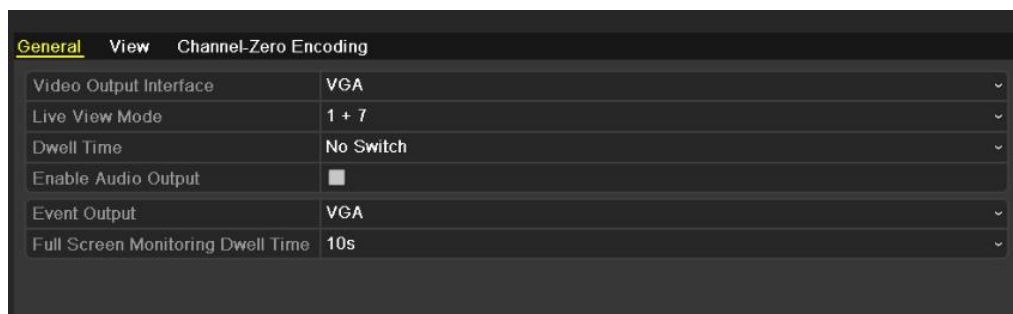 General View Channel-Zero Encoding
Video Output Interface VGA
Live View Mode 1 + 7
Dwell Time No Switch
Enable Audio Output
Event Output VGA
Full Screen Monitoring Dwell Time 10s